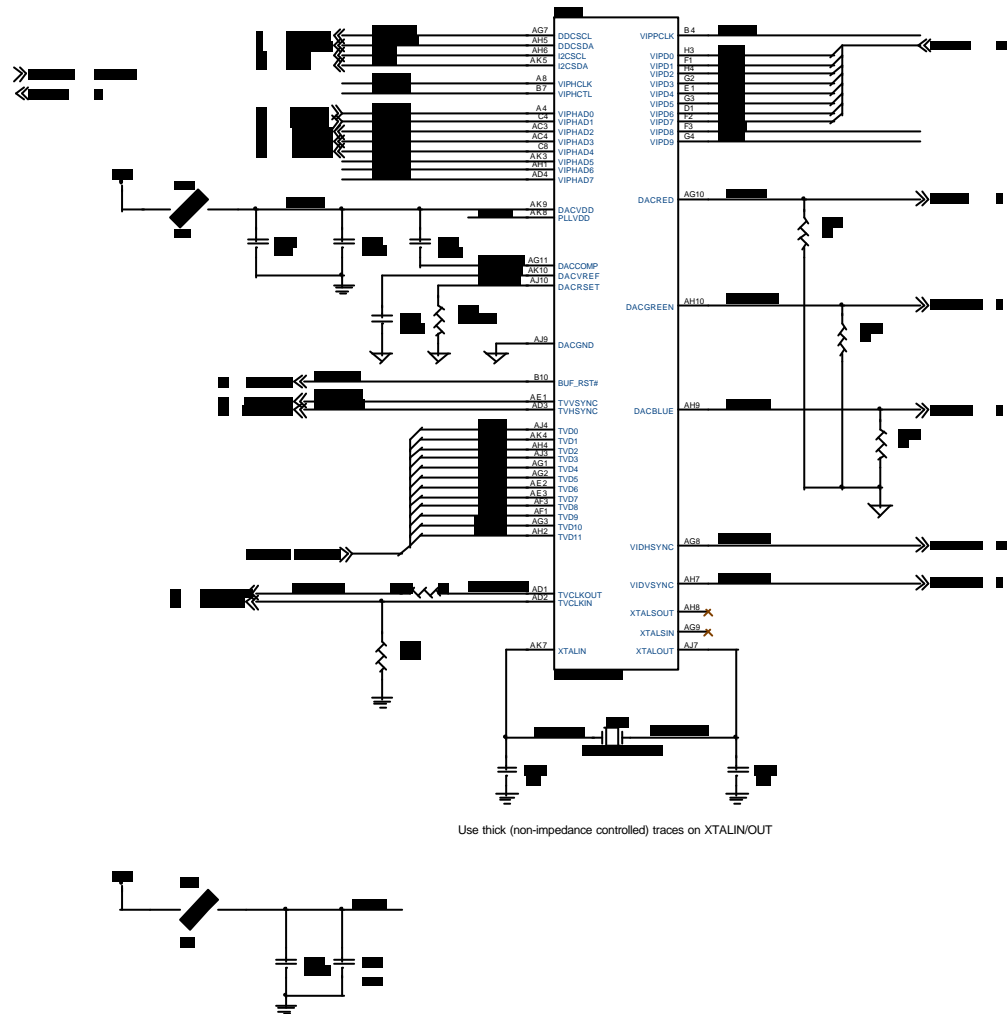 AG7 DDCSCL
AH5 DDCSDA
AH6 I2CSCL
AK5 I2CSDA
A8 VIPHCLK
B7 VIPHCTL
A4 VIPHAD0
C4 VIPHAD1
AC3 VIPHAD2
AC4 VIPHAD3
C8 VIPHAD4
AK3 VIPHAD5
AH1 VIPHAD6
AD4 VIPHAD7
AK9 DACVDD
AK8 PLLVDD
AG11 DACCOMP
AK10 DACVREF
AJ10 DACRSET
AJ9 DACGND
B10 BUF_RST#
AE1 TVVSYNC
AD3 TVHSYNC
AJ4 TVD0
AK4 TVD1
AH4 TVD2
AJ3 TVD3
AG1 TVD4
AG2 TVD5
AE2 TVD6
AE3 TVD7
AF3 TVD8
AF1 TVD9
AG3 TVD10
AH2 TVD11
AD1 TVCLKOUT
AD2 TVCLKIN
AK7 XTALIN
VIPPCLK B4
VIPD0 H3
VIPD1 F1
VIPD2 H4
VIPD3 G2
VIPD4 E1
VIPD5 G3
VIPD6 D1
VIPD7 F2
VIPD8 F3
VIPD9 G4
DACRED AG10
DACGREEN AH10
DACBLUE AH9
VIDHSYNC AG8
VIDVSYNC AH7
XTALSOUT AH8
XTALSIN AG9
XTALOUT AJ7
Use thick (non-impedance controlled) traces on XTALIN/OUT